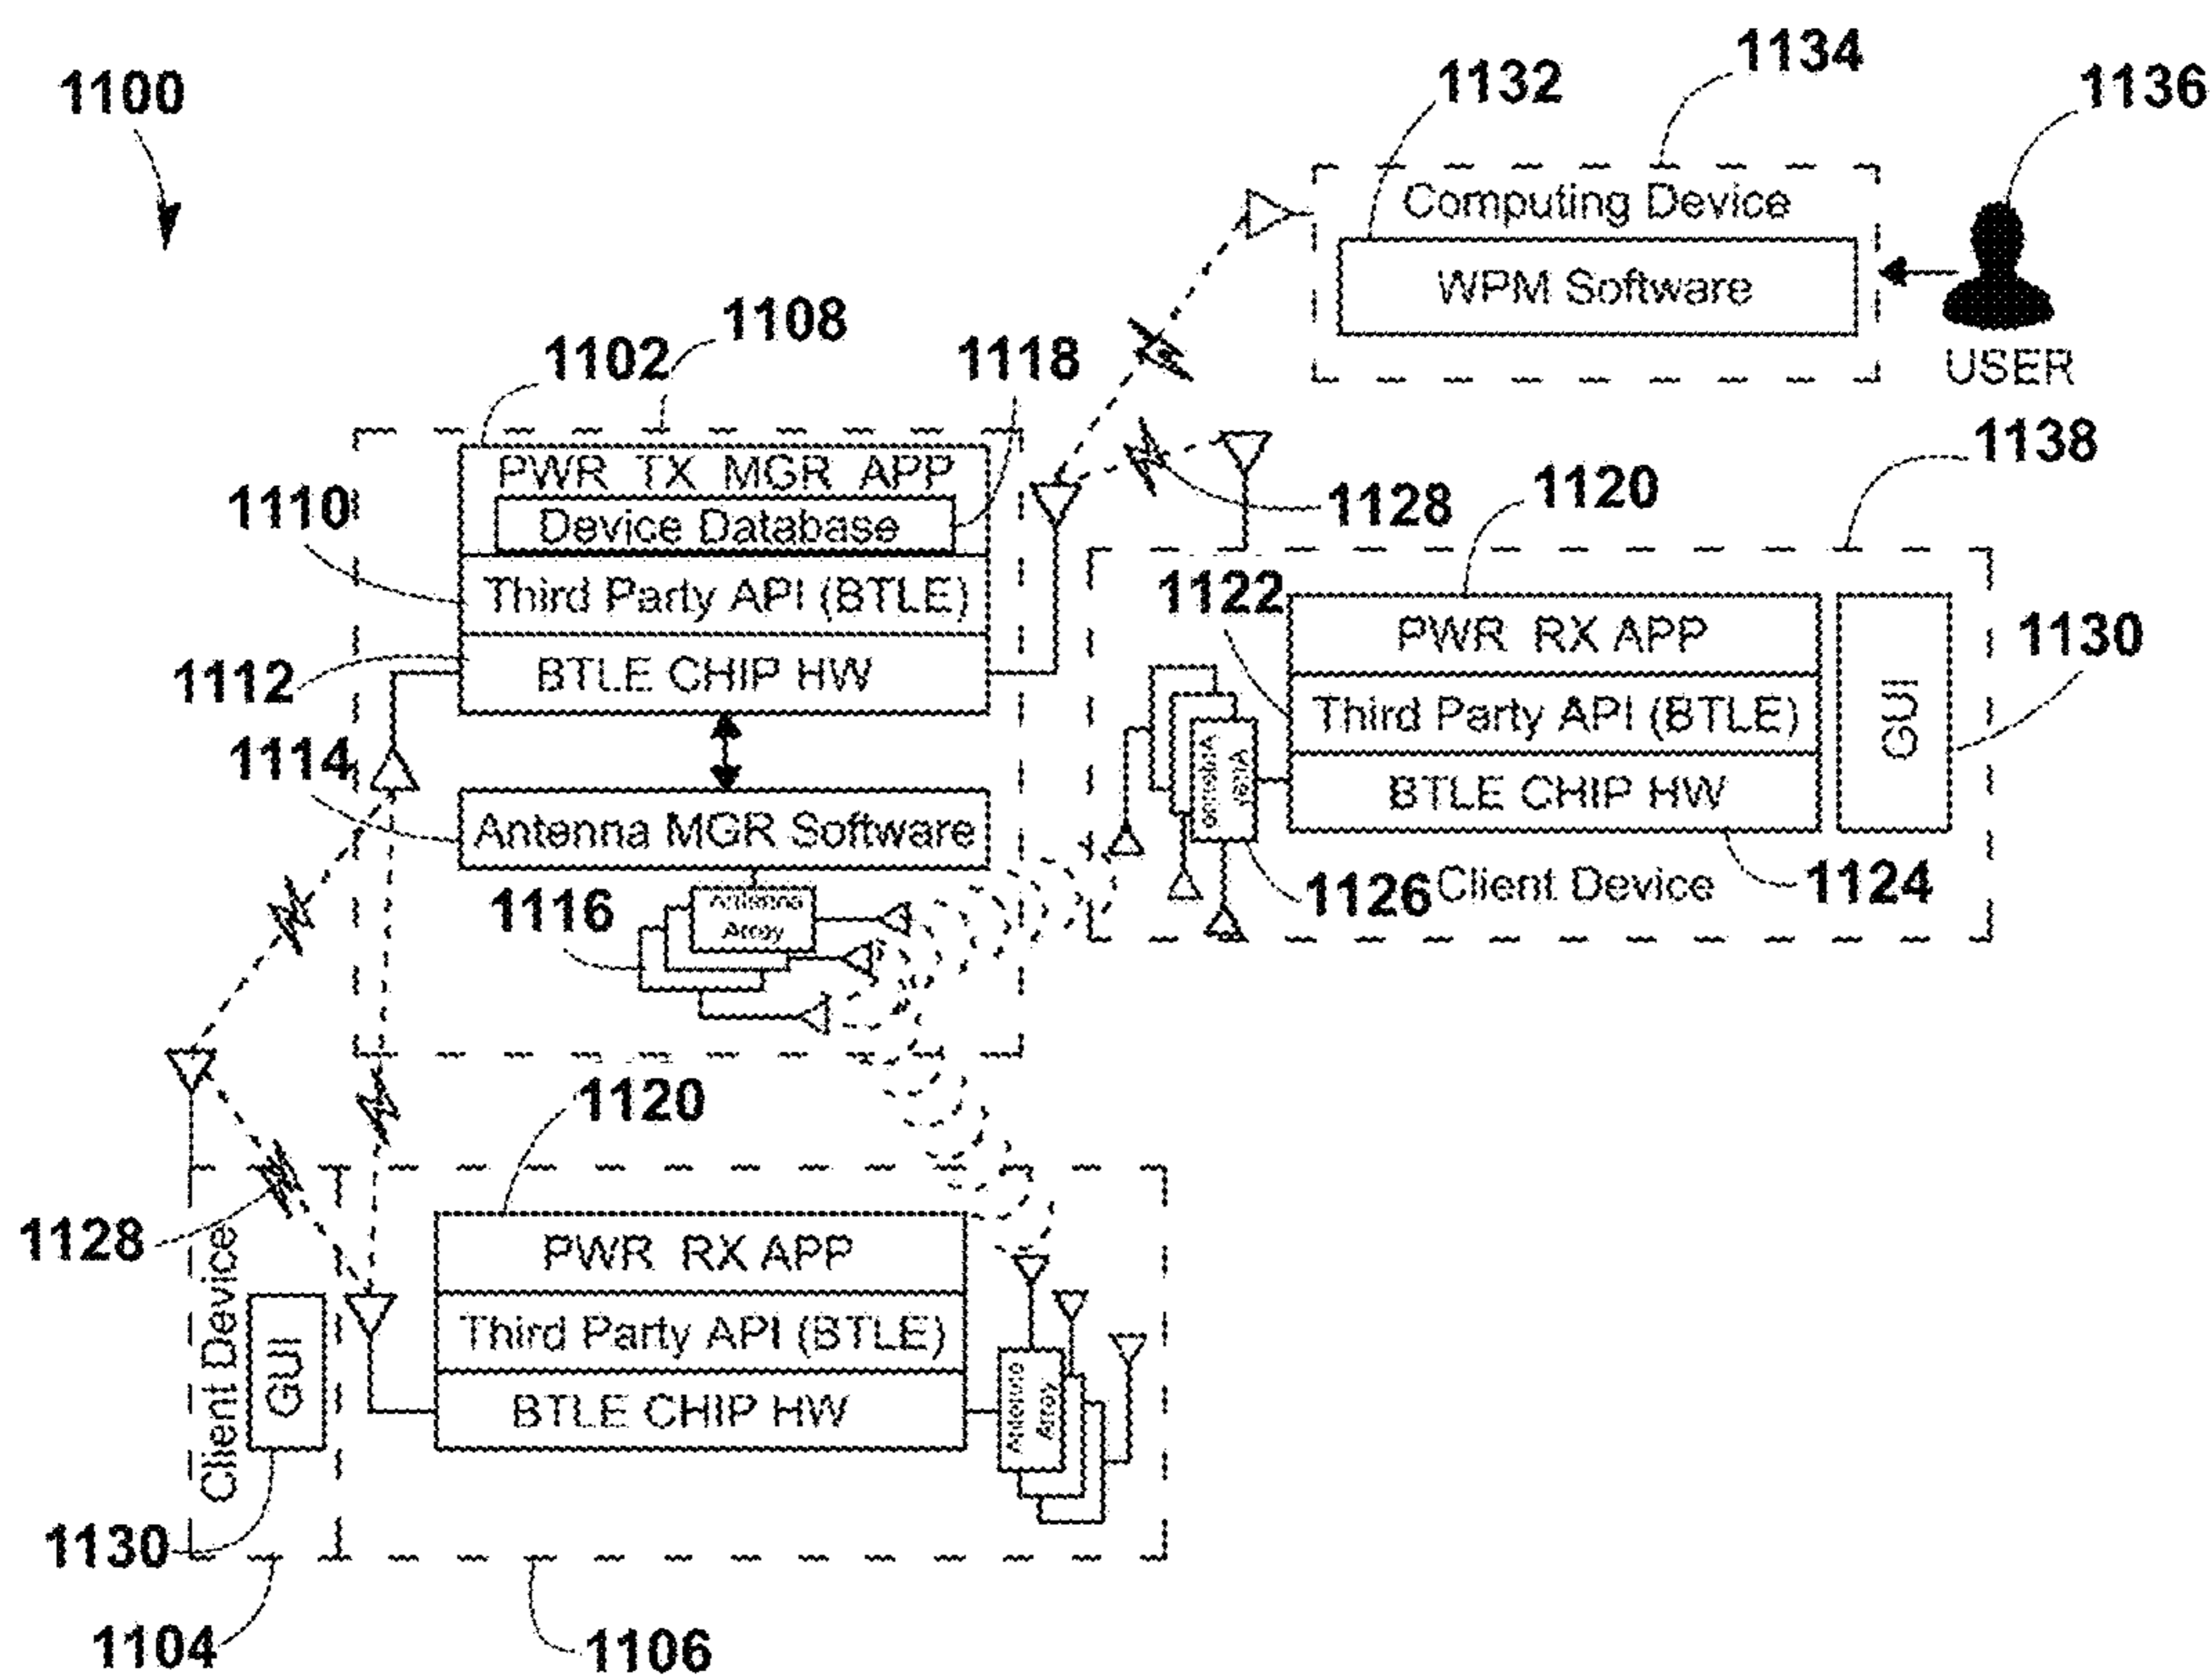 1100
1134
1132
1136
Computing Device
WPM Software
USER
1108
1102
1118
PWR TX MGR APP
Device Database
1110
Third Party API (BTLE)
1112
BTLE CHIP HW
1114
Antenna MGR Software
1116
Antenna
Array
1128
1138
1120
1122
PWR RX APP
Third Party API (BTLE)
BTLE CHIP HW
GUI
1130
Antenna
Array
1126
Client Device
1124
1120
1128
PWR RX APP
Third Party API (BTLE)
BTLE CHIP HW
Client Device
GUI
Antenna
Array
1130
1104
1106